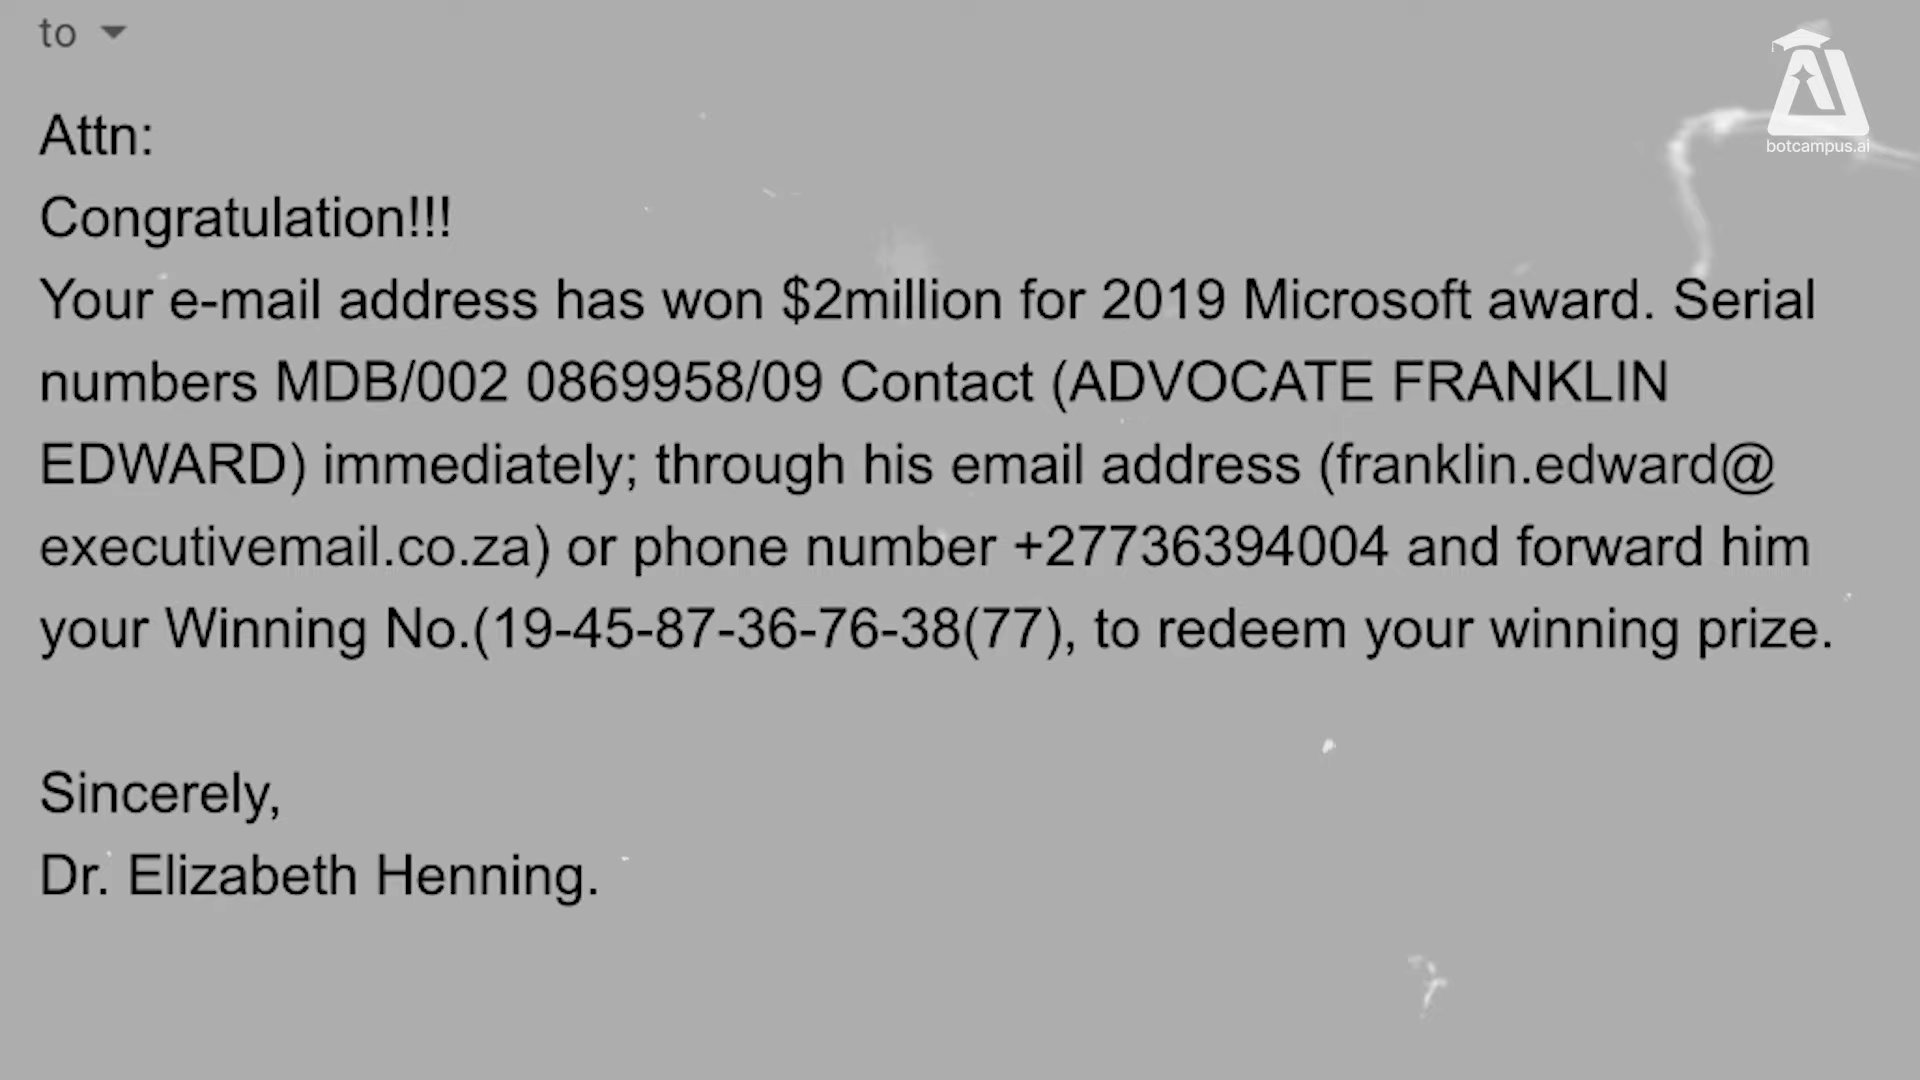 to
botcampus.ai
Attn:
Congratulation!!!
Your e-mail address has won $2million for 2019 Microsoft award. Serial
numbers MDB/002 0869958/09 Contact (ADVOCATE FRANKLIN
EDWARD) immediately; through his email address (franklin.edward@
executivemail.co.za) or phone number +27736394004 and forward him
your Winning No.(19-45-87-36-76-38(77), to redeem your winning prize.
Sincerely,
Dr. Elizabeth Henning.